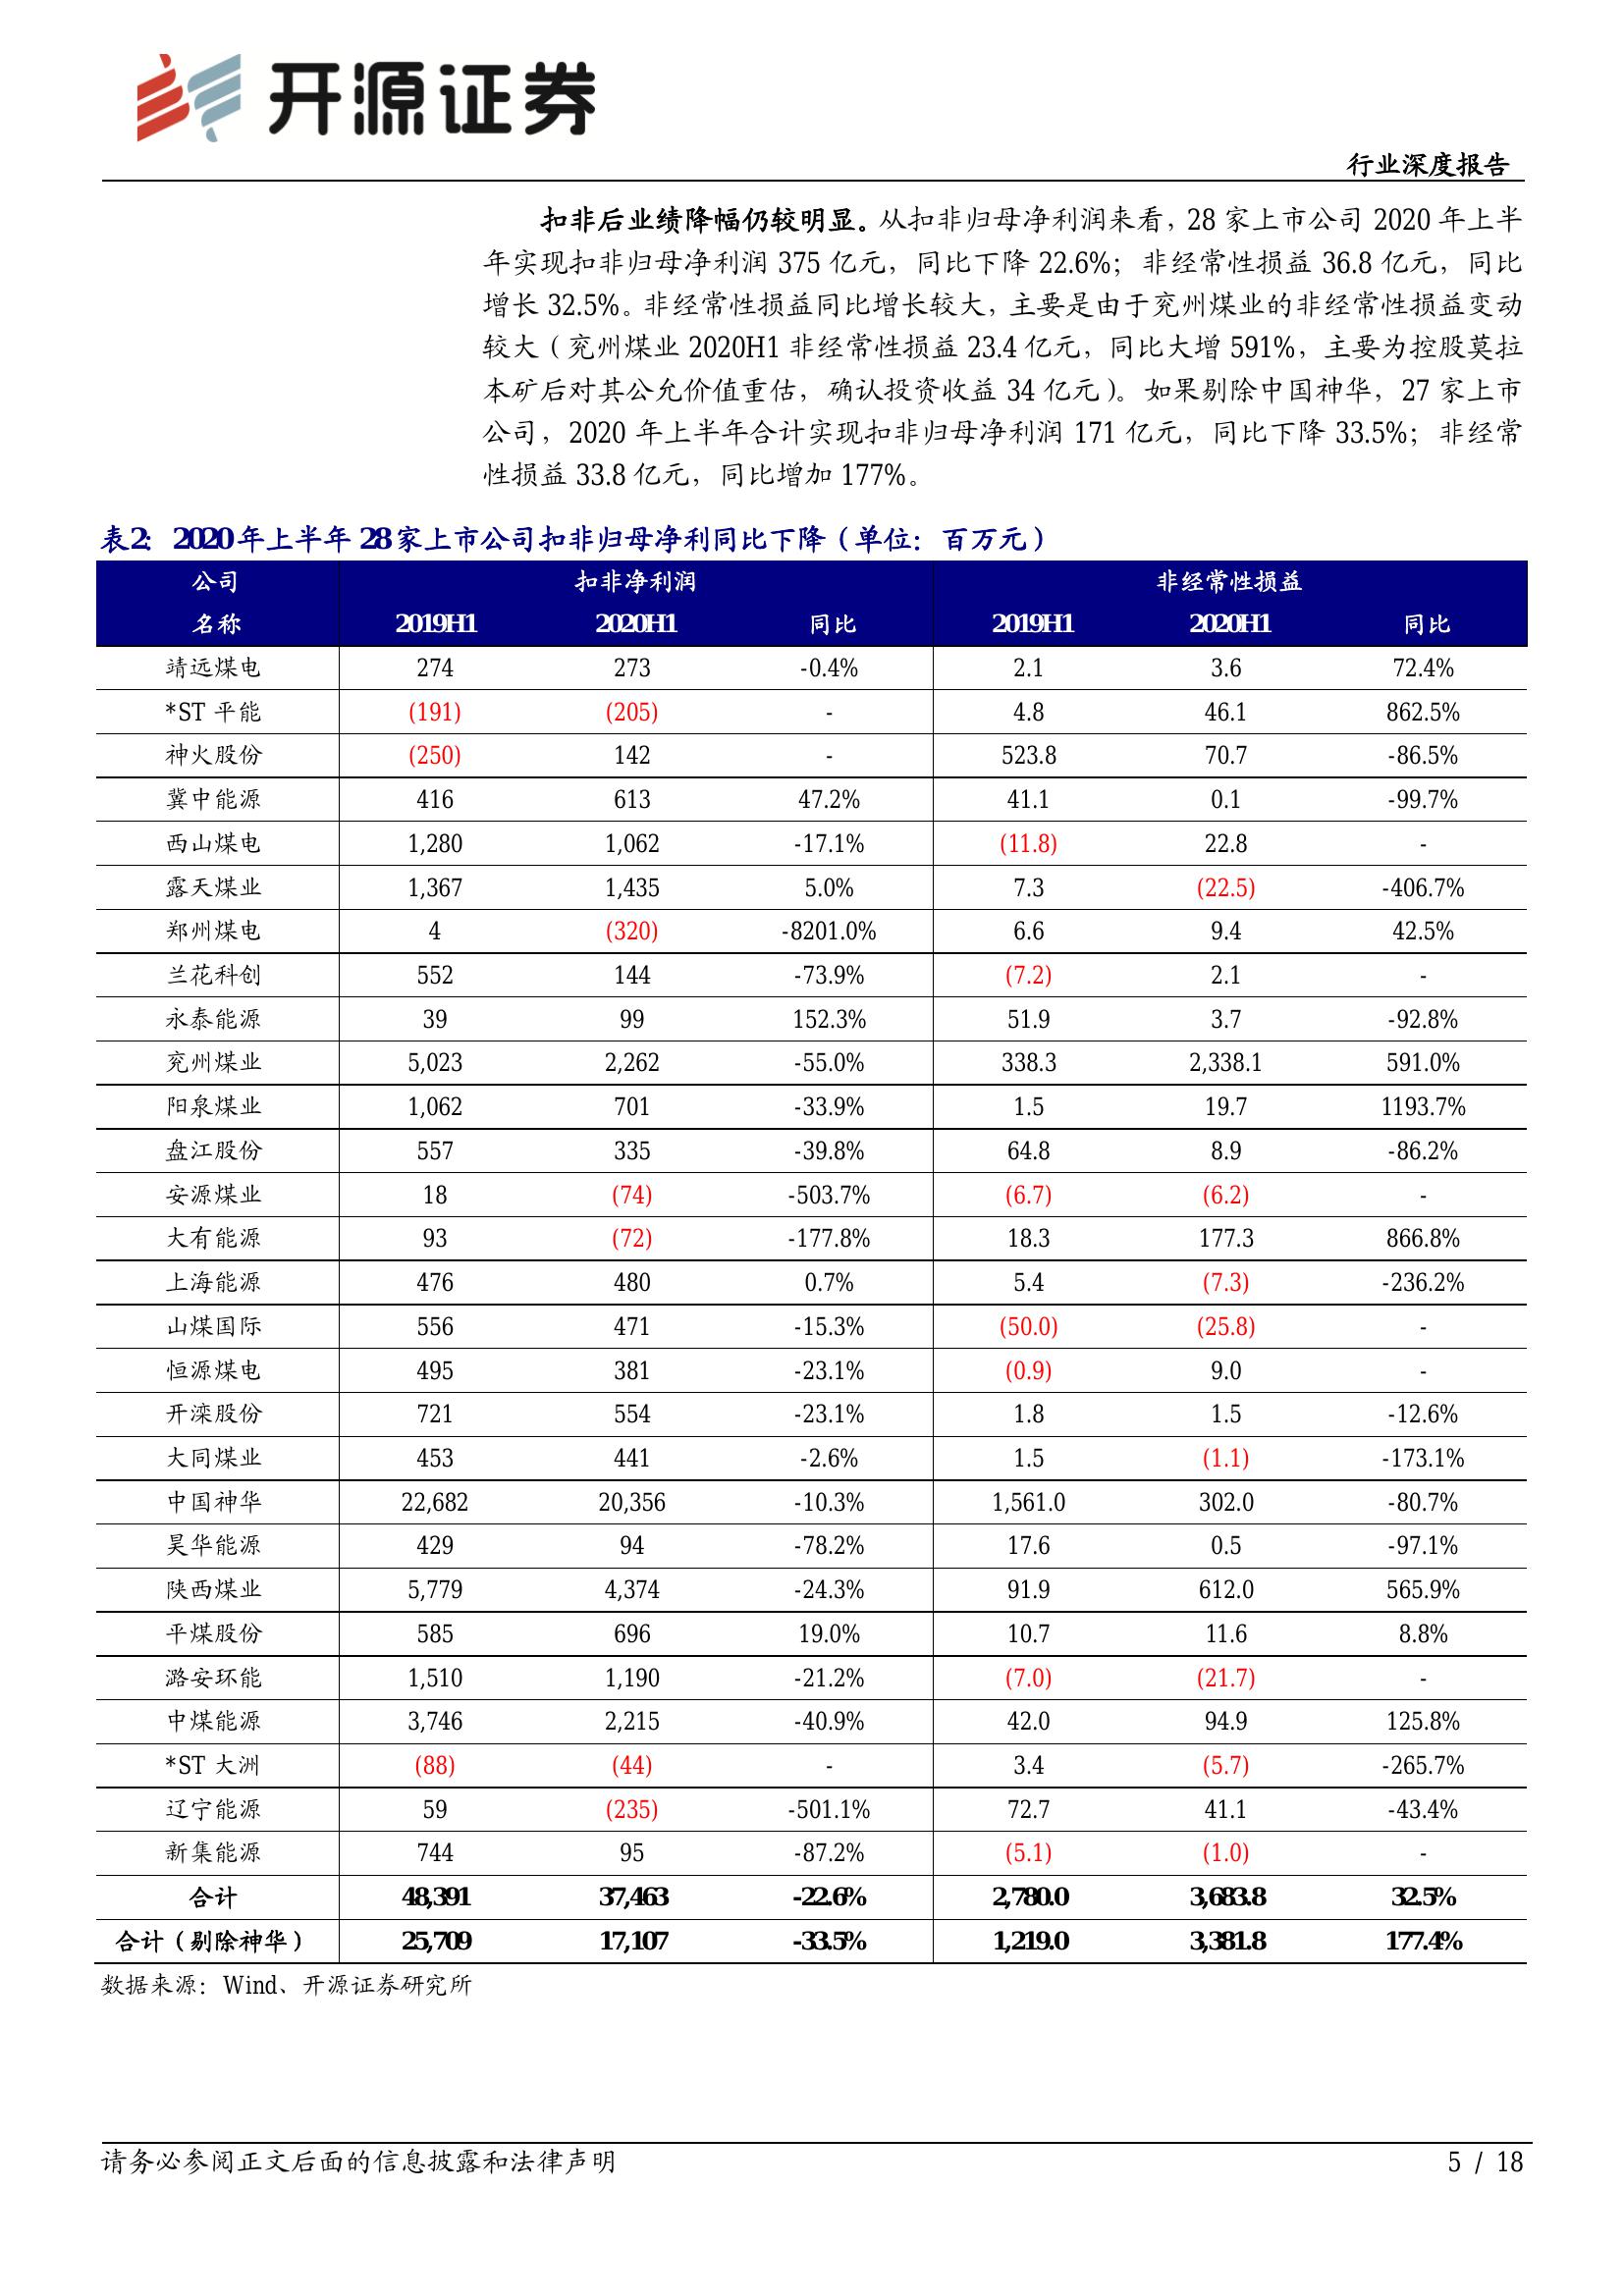 开源证券
行业深度报告
扣非后业绩降幅仍较明显。从扣非归母净利润来看，28 家上市公司 2020 年上半
年实现扣非归母净利润 375 亿元，同比下降 22.6%；非经常性损益 36.8 亿元，同比
增长 32.5%。非经常性损益同比增长较大，主要是由于兖州煤业的非经常性损益变动
较大（兖州煤业 2020H1 非经常性损益 23.4 亿元，同比大增 591%，主要为控股莫拉
本矿后对其公允价值重估，确认投资收益 34 亿元）。如果剔除中国神华，27 家上市
公司，2020 年上半年合计实现扣非归母净利润 171 亿元，同比下降 33.5%；非经常
性损益 33.8 亿元，同比增加 177%。
表2：2020 年上半年 28 家上市公司扣非归母净利同比下降（单位：百万元）
公司 扣非净利润 非经常性损益
名称 2019H1 2020H1 同比 2019H1 2020H1 同比
靖远煤电 274 273 -0.4% 2.1 3.6 72.4%
*ST 平能 (191) (205) - 4.8 46.1 862.5%
神火股份 (250) 142 - 523.8 70.7 -86.5%
冀中能源 416 613 47.2% 41.1 0.1 -99.7%
西山煤电 1,280 1,062 -17.1% (11.8) 22.8 -
露天煤业 1,367 1,435 5.0% 7.3 (22.5) -406.7%
郑州煤电 4 (320) -8201.0% 6.6 9.4 42.5%
兰花科创 552 144 -73.9% (7.2) 2.1 -
永泰能源 39 99 152.3% 51.9 3.7 -92.8%
兖州煤业 5,023 2,262 -55.0% 338.3 2,338.1 591.0%
阳泉煤业 1,062 701 -33.9% 1.5 19.7 1193.7%
盘江股份 557 335 -39.8% 64.8 8.9 -86.2%
安源煤业 18 (74) -503.7% (6.7) (6.2) -
大有能源 93 (72) -177.8% 18.3 177.3 866.8%
上海能源 476 480 0.7% 5.4 (7.3) -236.2%
山煤国际 556 471 -15.3% (50.0) (25.8) -
恒源煤电 495 381 -23.1% (0.9) 9.0 -
开滦股份 721 554 -23.1% 1.8 1.5 -12.6%
大同煤业 453 441 -2.6% 1.5 (1.1) -173.1%
中国神华 22,682 20,356 -10.3% 1,561.0 302.0 -80.7%
昊华能源 429 94 -78.2% 17.6 0.5 -97.1%
陕西煤业 5,779 4,374 -24.3% 91.9 612.0 565.9%
平煤股份 585 696 19.0% 10.7 11.6 8.8%
潞安环能 1,510 1,190 -21.2% (7.0) (21.7) -
中煤能源 3,746 2,215 -40.9% 42.0 94.9 125.8%
*ST 大洲 (88) (44) - 3.4 (5.7) -265.7%
辽宁能源 59 (235) -501.1% 72.7 41.1 -43.4%
新集能源 744 95 -87.2% (5.1) (1.0) -
合计 48,391 37,463 -22.6% 2,780.0 3,683.8 32.5%
合计（剔除神华） 25,709 17,107 -33.5% 1,219.0 3,381.8 177.4%
数据来源：Wind、开源证券研究所
请务必参阅正文后面的信息披露和法律声明 5 / 18